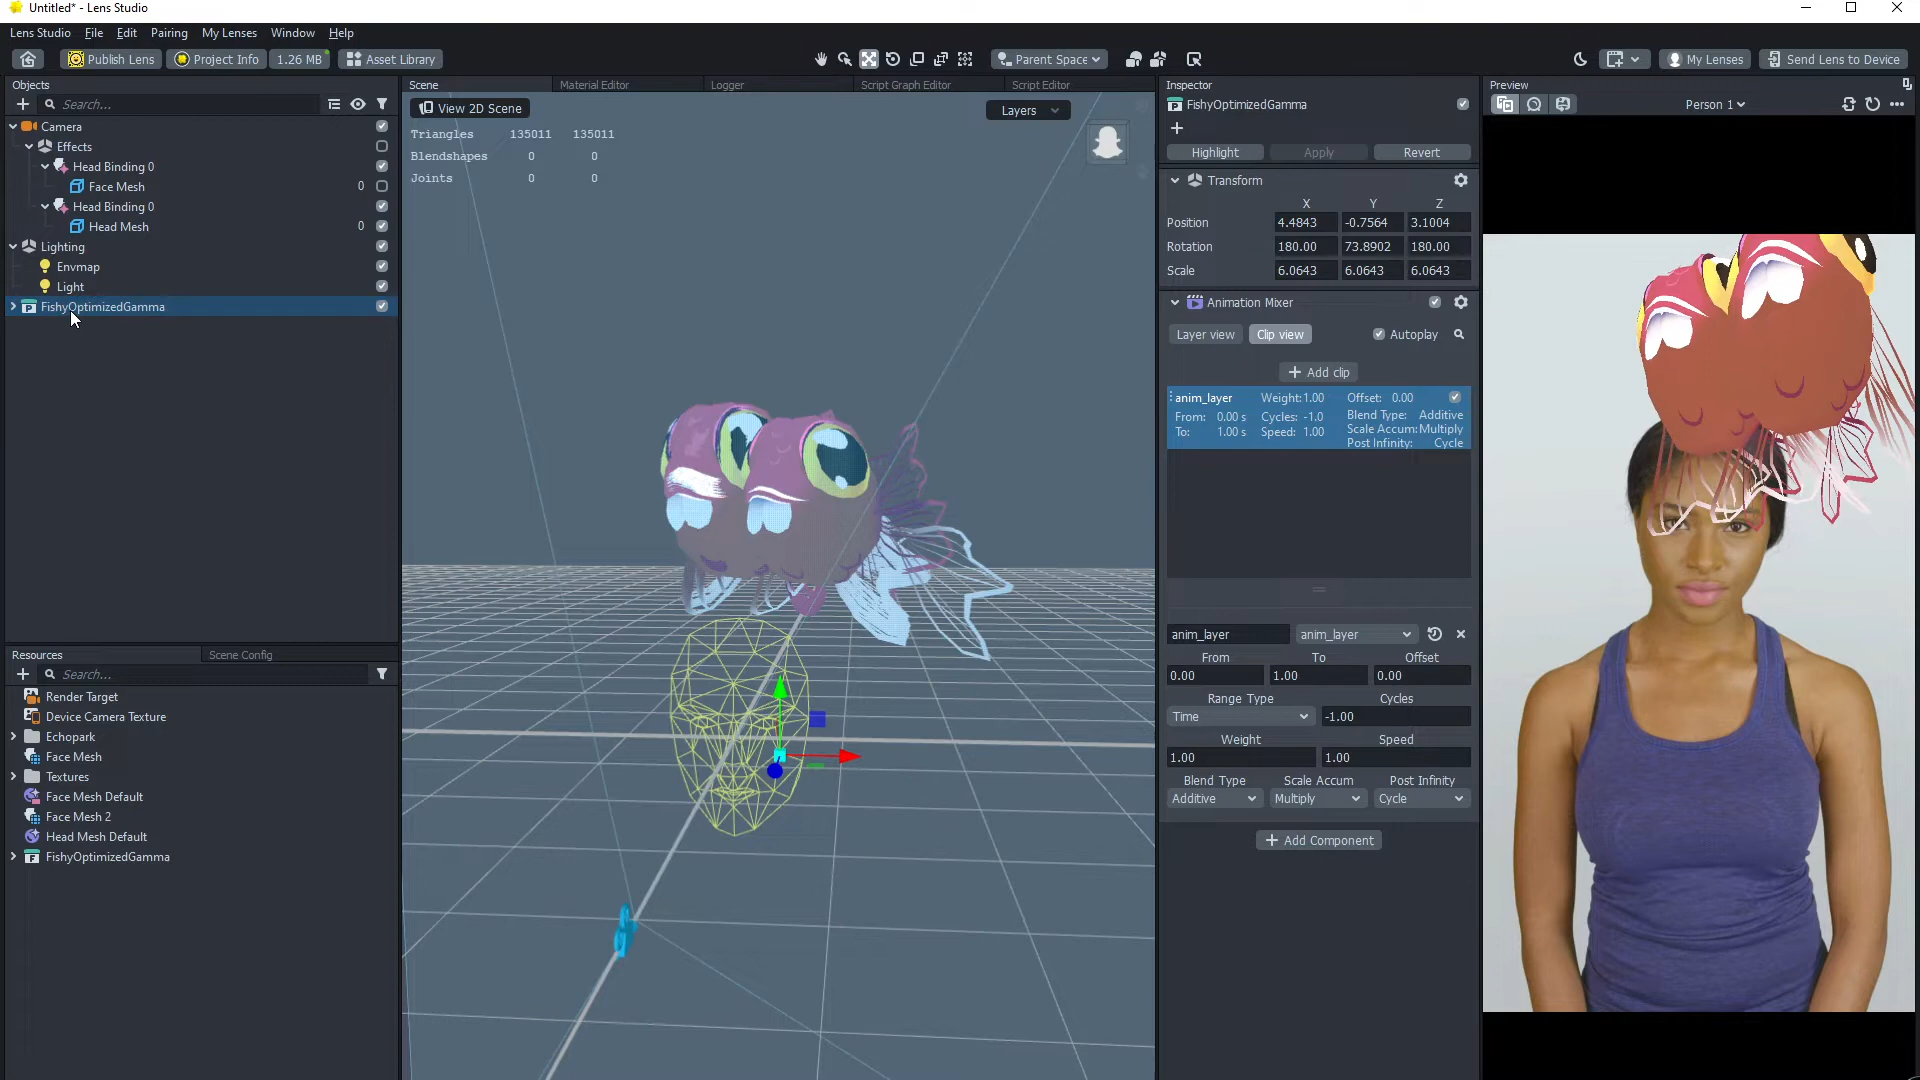 Untitled* - Lens Studio
Lens Studio File Edit Pairing My Lenses Window Help
Publish Lens Project Info 1.26 MB Asset Library Parent Space My Lenses Send Lens to Device
Objects
Search...
Camera
Effects
Head Binding 0
Face Mesh 0
Head Binding 0
Head Mesh 0
Lighting
Envmap
Light
FishyOptimizedGamma
Resources Scene Config
Search...
Render Target
Device Camera Texture
Echopark
Face Mesh
Textures
Face Mesh Default
Face Mesh 2
Head Mesh Default
FishyOptimizedGamma
Scene Material Editor Logger Script Graph Editor Script Editor
View 2D Scene Layers
Triangles 135011 135011
Blendshapes 0 0
Joints 0 0
Inspector
FishyOptimizedGamma
Highlight Apply Revert
Transform
X Y Z
Position 4.4843 -0.7564 3.1004
Rotation 180.00 73.8902 180.00
Scale 6.0643 6.0643 6.0643
Animation Mixer
Layer view Clip view Autoplay
+ Add clip
anim_layer Weight:1.00 Offset: 0.00
From: 0.00 s Cycles: -1.0 Blend Type: Additive
To: 1.00 s Speed: 1.00 Scale Accum:Multiply
Post Infinity: Cycle
anim_layer anim_layer
From To Offset
0.00 1.00 0.00
Range Type Cycles
Time -1.00
Weight Speed
1.00 1.00
Blend Type Scale Accum Post Infinity
Additive Multiply Cycle
+ Add Component
Preview
Person 1